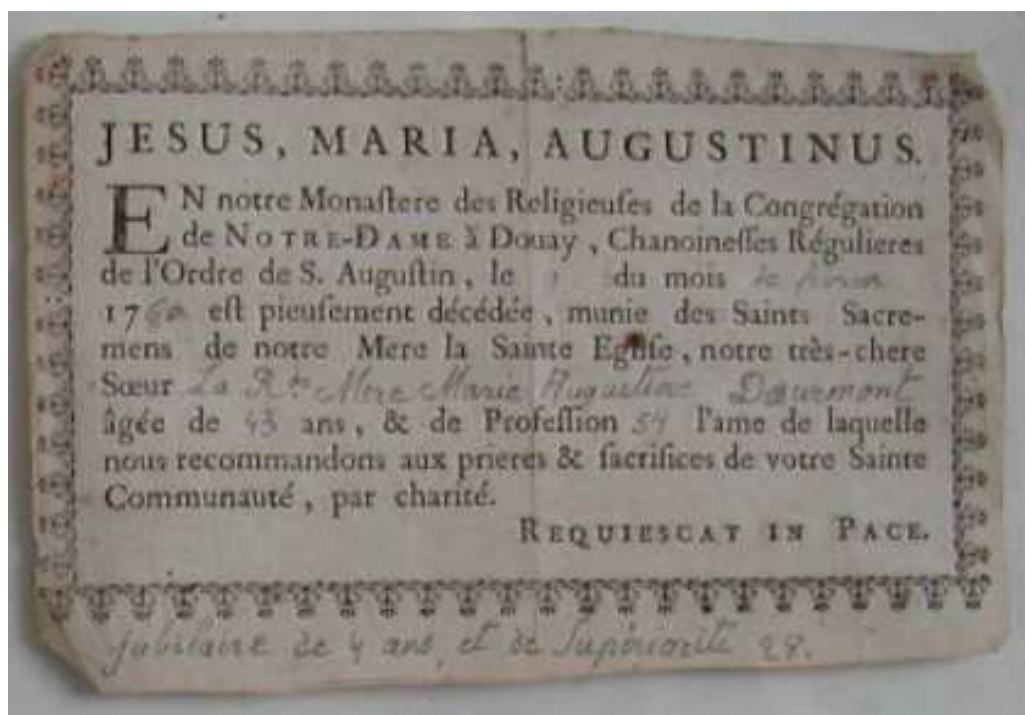 JESUS, MARIA, AUGUSTINUS.
EN notre Monaſtere des Religieuſes de la Congrégation
de NOTRE-DAME à Douay, Chanoineſſes Régulieres
de l'Ordre de S. Auguſtin, le du mois
17 eſt pieuſement décédée, munie des Saints Sacre-
mens de notre Mere la Sainte Egliſe, notre très-chere
Sœur La Rde Mere Marie Augustine Dourmont
âgée de ans, & de Profeſſion 54 l'ame de laquelle
nous recommandons aux prieres & ſacrifices de votre Sainte
Communauté, par charité.
REQUIESCAT IN PACE.
jubilaire de 4 ans, et de Supériorité 28.